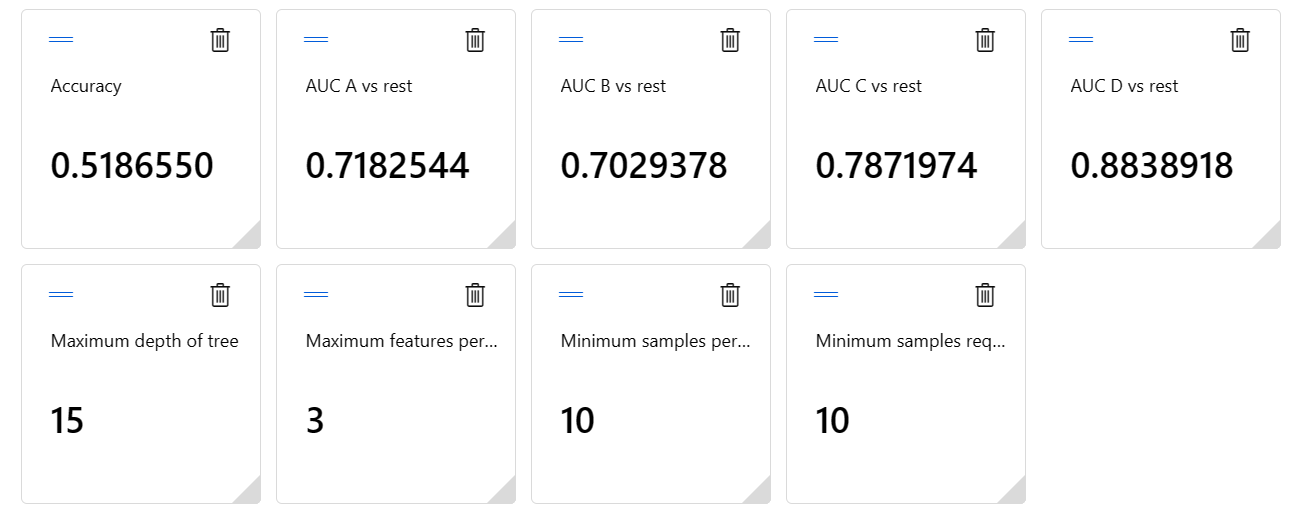 Accuracy
0.5186550
AUC A vs rest
0.7182544
AUC B vs rest
0.7029378
AUC C vs rest
0.7871974
AUC D vs rest
0.8838918
Maximum depth of tree
15
Maximum features per...
3
Minimum samples per...
10
Minimum samples req...
10